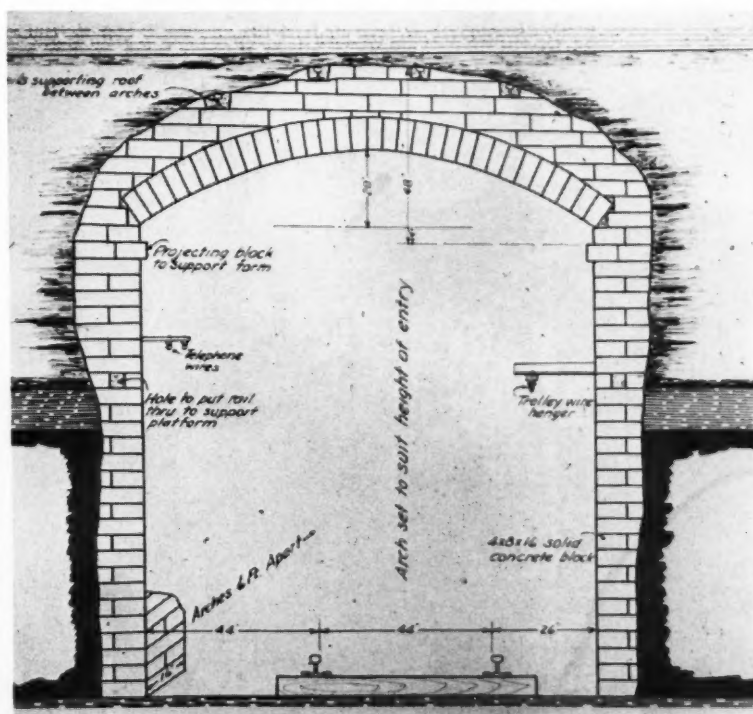 supporting roof
between arches
20"
48"
Projecting block
to support form
Telephone
wires
Trolley wire
hanger
Hole to put rail
thru to support
platform
Arch set to suit height of entry
Arches 6 Ft. Apart
4x8x16 solid
concrete block
44"
44"
26"
16"